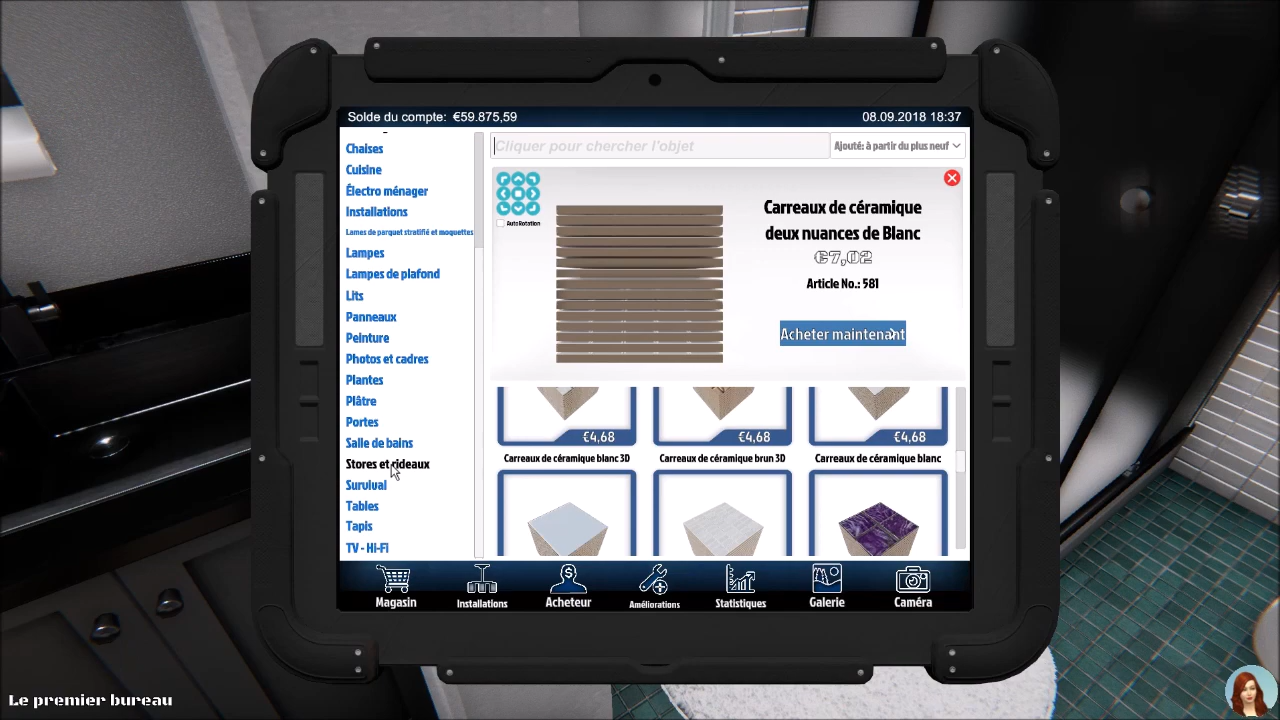 Solde du compte: €59.875,59
08.09.2018 18:37
Chaises
Cuisine
Électro ménager
Installations
Lames de parquet stratifié et moquettes
Lampes
Lampes de plafond
Lits
Panneaux
Peinture
Photos et cadres
Plantes
Plâtre
Portes
Salle de bains
Stores et rideaux
Survival
Tables
Tapis
TV - HI-FI
Cliquer pour chercher l'objet
Ajouté: à partir du plus neuf
AutoRotation
Carreaux de céramique
deux nuances de Blanc
€7,02
Article No.: 581
Acheter maintenant
€4,68
€4,68
€4,68
Carreaux de céramique blanc 3D
Carreaux de céramique brun 3D
Carreaux de céramique blanc
Magasin
Installations
Acheteur
Améliorations
Statistiques
Galerie
Caméra
Le premier bureau